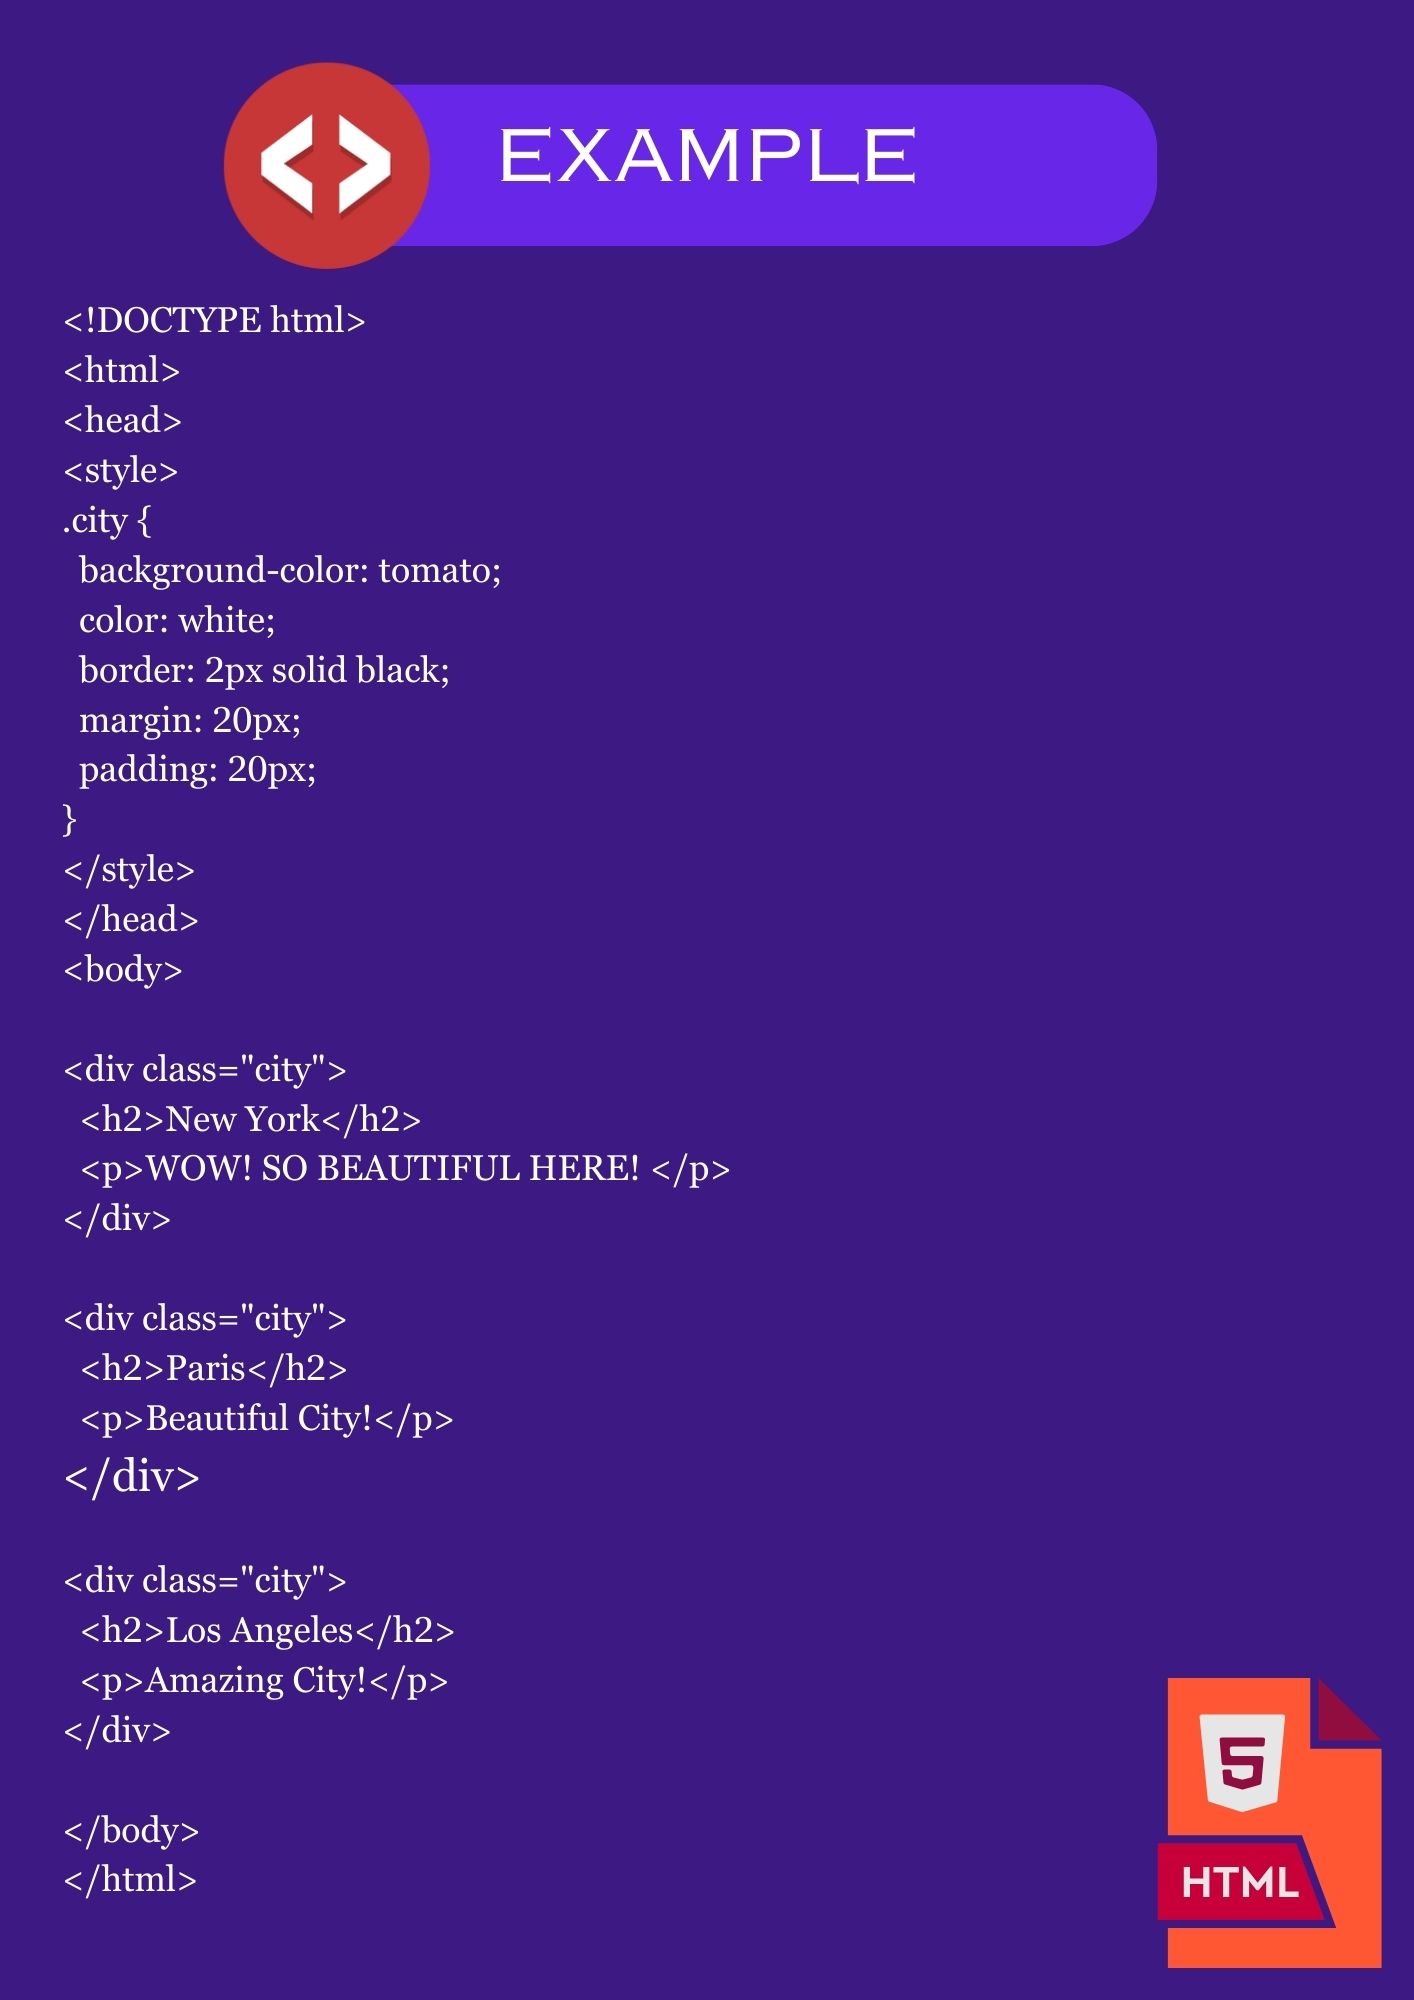 EXAMPLE
<!DOCTYPE html>
<html>
<head>
<style>
.city {
  background-color: tomato;
  color: white;
  border: 2px solid black;
  margin: 20px;
  padding: 20px;
}
</style>
</head>
<body>

<div class="city">
  <h2>New York</h2>
  <p>WOW! SO BEAUTIFUL HERE! </p>
</div>

<div class="city">
  <h2>Paris</h2>
  <p>Beautiful City!</p>
</div>

<div class="city">
  <h2>Los Angeles</h2>
  <p>Amazing City!</p>
</div>

</body>
</html>
5
HTML